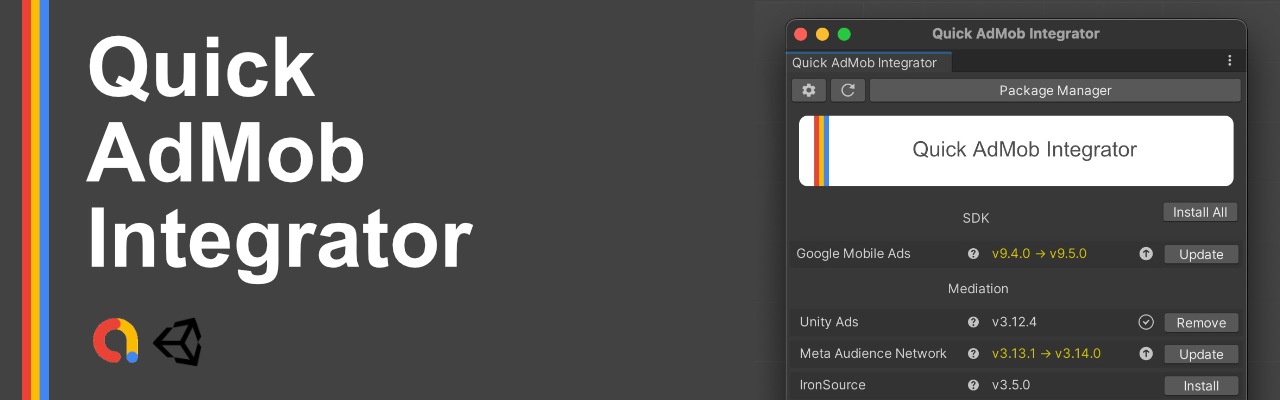 Quick
AdMob
Integrator
Quick AdMob Integrator
Quick AdMob Integrator
Package Manager
Quick AdMob Integrator
SDK
Install All
Google Mobile Ads v9.4.0 → v9.5.0 Update
Mediation
Unity Ads v3.12.4 Remove
Meta Audience Network v3.13.1 → v3.14.0 Update
IronSource v3.5.0 Install